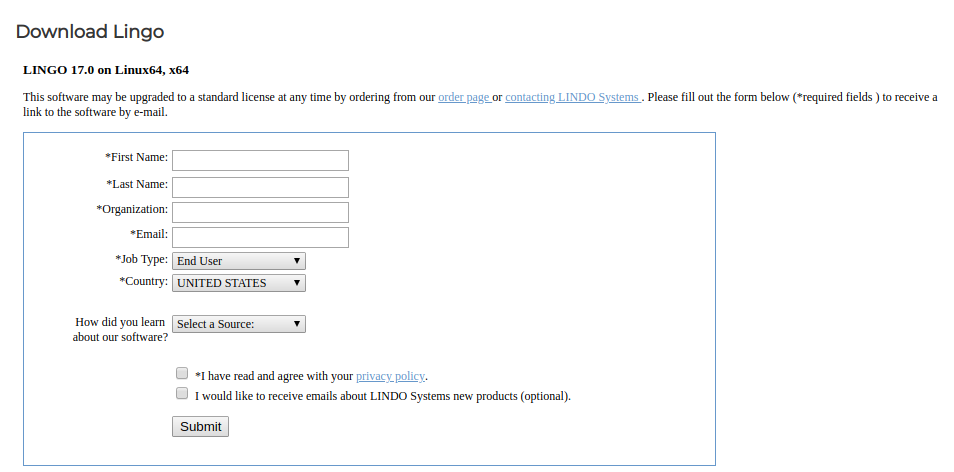 Download Lingo
LINGO 17.0 on Linux64, x64
This software may be upgraded to a standard license at any time by ordering from our order page or contacting LINDO Systems . Please fill out the form below (*required fields ) to receive a
link to the software by e-mail.
*First Name:
*Last Name:
*Organization:
*Email:
*Job Type: End User
*Country: UNITED STATES
How did you learn
about our software? Select a Source:
*I have read and agree with your privacy policy.
I would like to receive emails about LINDO Systems new products (optional).
Submit